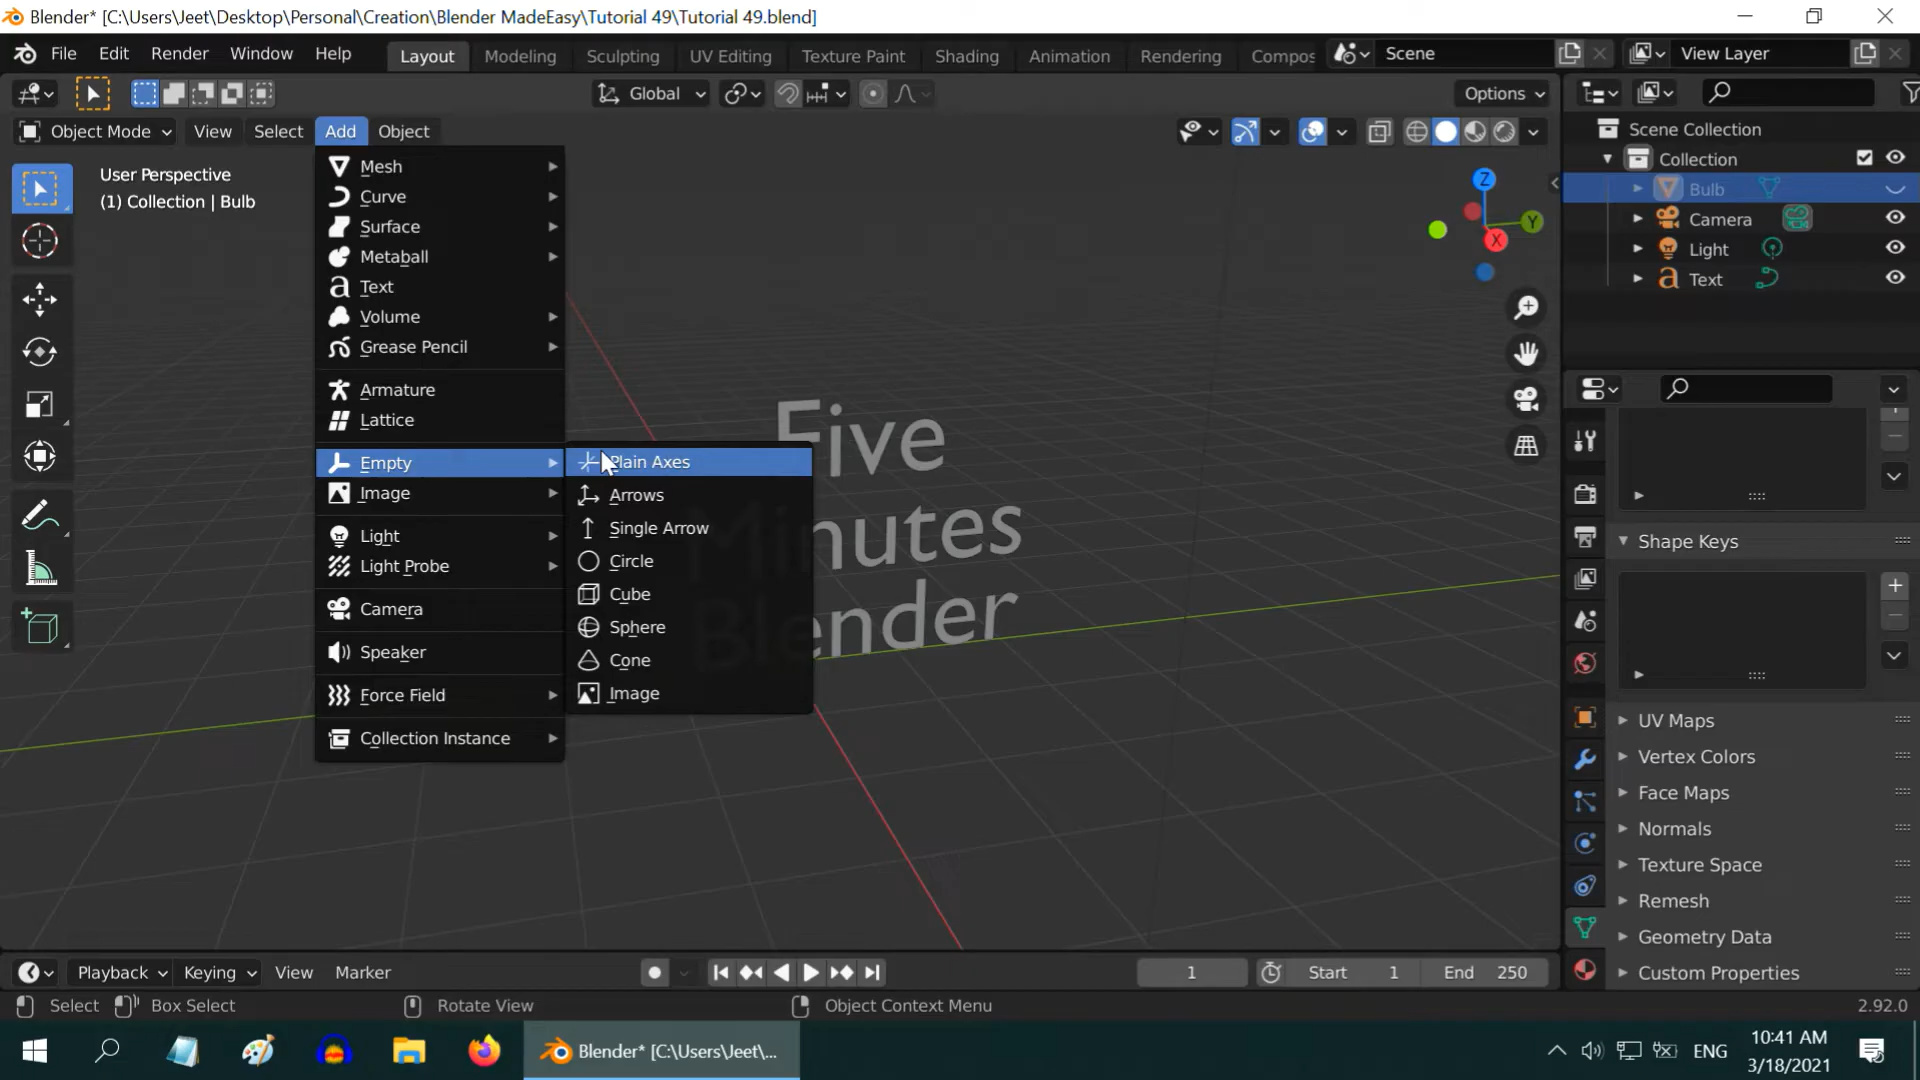 Blender* [C:\Users\Jeet\Desktop\Personal\Creation\Blender MadeEasy\Tutorial 49\Tutorial 49.blend]
File Edit Render Window Help Layout Modeling Sculpting UV Editing Texture Paint Shading Animation Rendering Compos Scene View Layer
Global Options
Object Mode View Select Add Object
User Perspective
(1) Collection | Bulb
Mesh
Curve
Surface
Metaball
Text
Volume
Grease Pencil
Armature
Lattice
Empty
Image
Light
Light Probe
Camera
Speaker
Force Field
Collection Instance
Plain Axes
Arrows
Single Arrow
Circle
Cube
Sphere
Cone
Image
Five
Minutes
Blender
Z
Y
X
Scene Collection
Collection
Bulb
Camera
Light
Text
Shape Keys
UV Maps
Vertex Colors
Face Maps
Normals
Texture Space
Remesh
Geometry Data
Custom Properties
Playback Keying View Marker 1 Start 1 End 250
Select Box Select Rotate View Object Context Menu 2.92.0
Blender* [C:\Users\Jeet\... ENG 10:41 AM
3/18/2021